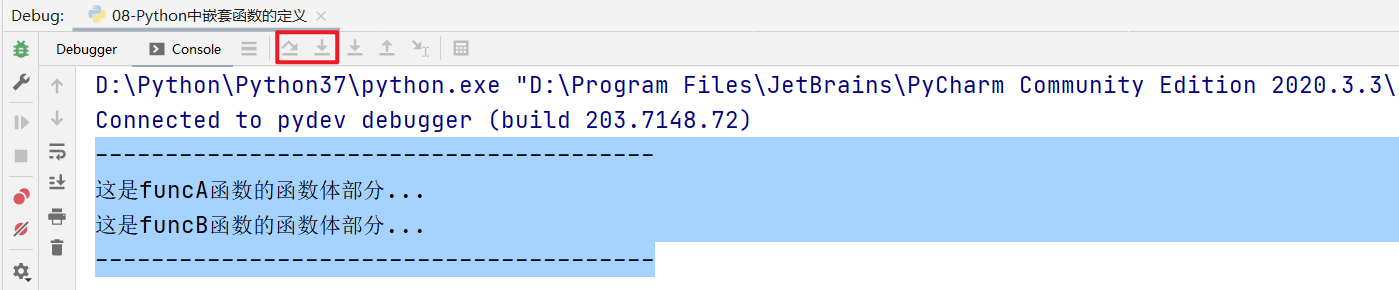 Debug: 08-Python中嵌套函数的定义
Debugger Console
D:\Python\Python37\python.exe "D:\Program Files\JetBrains\PyCharm Community Edition 2020.3.3\
Connected to pydev debugger (build 203.7148.72)
----------------------------------------
这是funcA函数的函数体部分...
这是funcB函数的函数体部分...
----------------------------------------